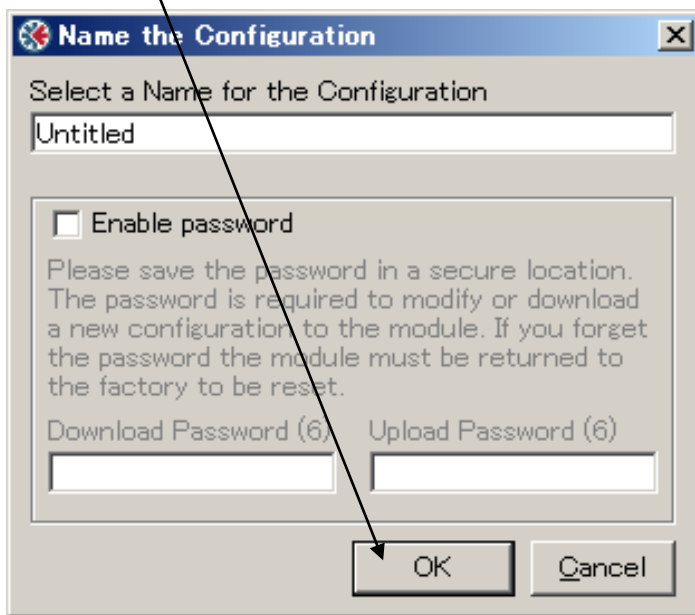 Name the Configuration
Select a Name for the Configuration
Untitled
Enable password
Please save the password in a secure location.
The password is required to modify or download
a new configuration to the module. If you forget
the password the module must be returned to
the factory to be reset.
Download Password (6) Upload Password (6)
OK Cancel